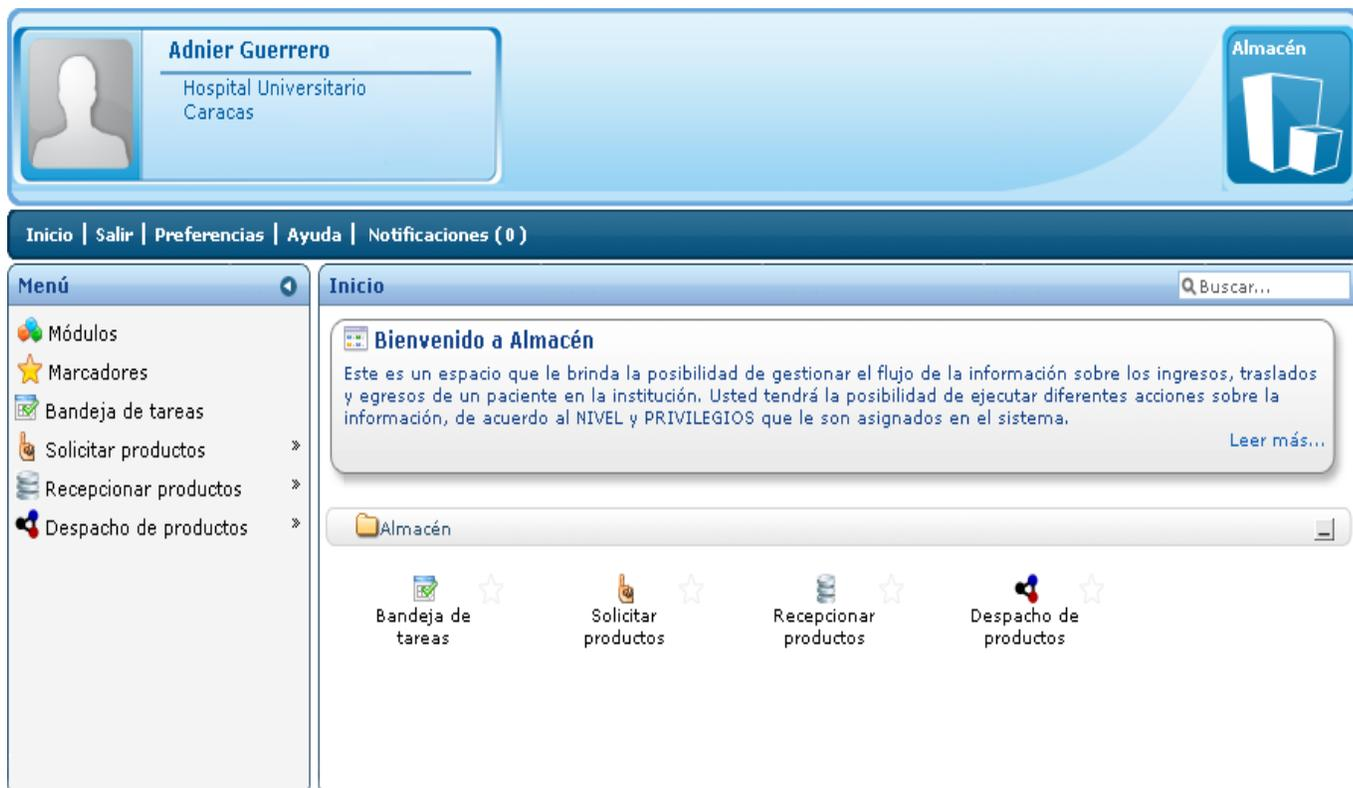 Adnier Guerrero
Hospital Universitario
Caracas
Almacén
Inicio | Salir | Preferencias | Ayuda | Notificaciones ( 0 )
Menú
Módulos
Marcadores
Bandeja de tareas
Solicitar productos »
Recepcionar productos »
Despacho de productos »
Inicio
Buscar...
Bienvenido a Almacén
Este es un espacio que le brinda la posibilidad de gestionar el flujo de la información sobre los ingresos, traslados
y egresos de un paciente en la institución. Usted tendrá la posibilidad de ejecutar diferentes acciones sobre la
información, de acuerdo al NIVEL y PRIVILEGIOS que le son asignados en el sistema.
Leer más...
Almacén
Bandeja de
tareas
Solicitar
productos
Recepcionar
productos
Despacho de
productos